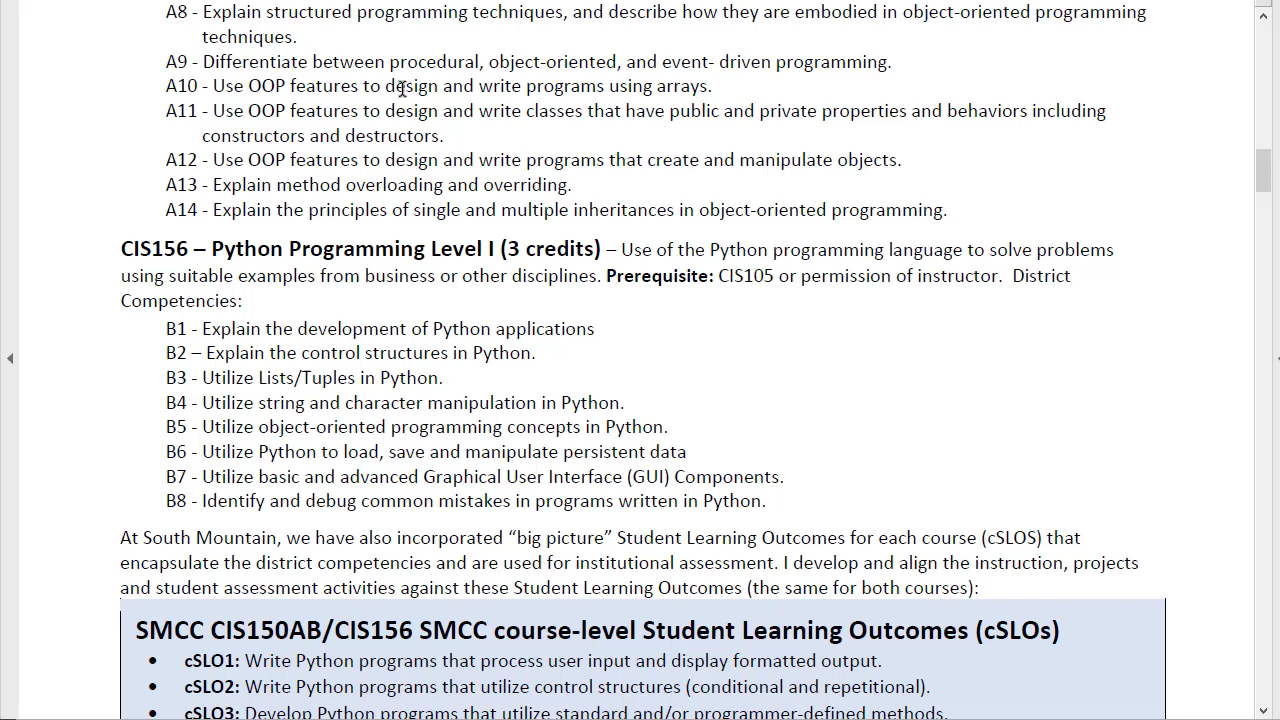 A8 - Explain structured programming techniques, and describe how they are embodied in object-oriented programming
techniques.
A9 - Differentiate between procedural, object-oriented, and event- driven programming.
A10 - Use OOP features to design and write programs using arrays.
A11 - Use OOP features to design and write classes that have public and private properties and behaviors including
constructors and destructors.
A12 - Use OOP features to design and write programs that create and manipulate objects.
A13 - Explain method overloading and overriding.
A14 - Explain the principles of single and multiple inheritances in object-oriented programming.
CIS156 – Python Programming Level I (3 credits) – Use of the Python programming language to solve problems
using suitable examples from business or other disciplines. Prerequisite: CIS105 or permission of instructor.  District
Competencies:
B1 - Explain the development of Python applications
B2 – Explain the control structures in Python.
B3 - Utilize Lists/Tuples in Python.
B4 - Utilize string and character manipulation in Python.
B5 - Utilize object-oriented programming concepts in Python.
B6 - Utilize Python to load, save and manipulate persistent data
B7 - Utilize basic and advanced Graphical User Interface (GUI) Components.
B8 - Identify and debug common mistakes in programs written in Python.
At South Mountain, we have also incorporated “big picture” Student Learning Outcomes for each course (cSLOS) that
encapsulate the district competencies and are used for institutional assessment. I develop and align the instruction, projects
and student assessment activities against these Student Learning Outcomes (the same for both courses):
SMCC CIS150AB/CIS156 SMCC course-level Student Learning Outcomes (cSLOs)
• cSLO1: Write Python programs that process user input and display formatted output.
• cSLO2: Write Python programs that utilize control structures (conditional and repetitional).
• cSLO3: Develop Python programs that utilize standard and/or programmer-defined methods.